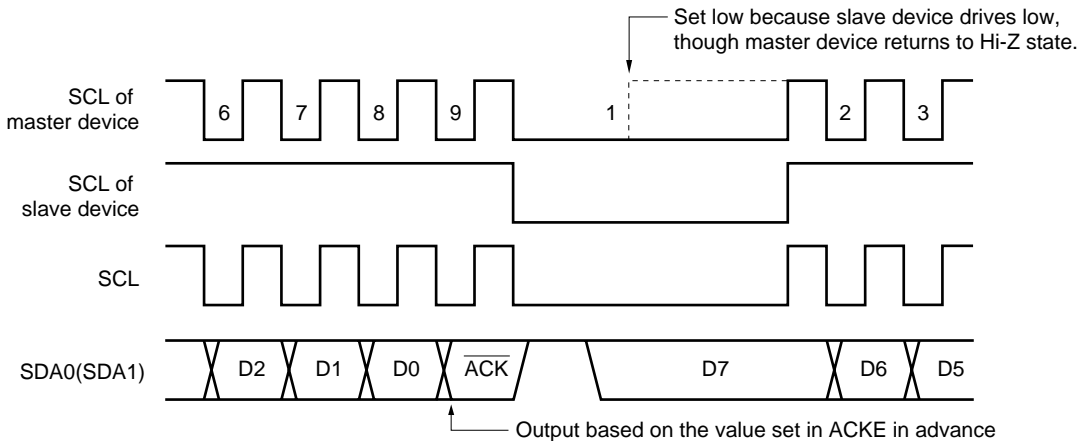 Set low because slave device drives low,
though master device returns to Hi-Z state.
SCL of
master device
6 7 8 9 1 2 3
SCL of
slave device
SCL
SDA0(SDA1)
D2 D1 D0 ACK D7 D6 D5
Output based on the value set in ACKE in advance